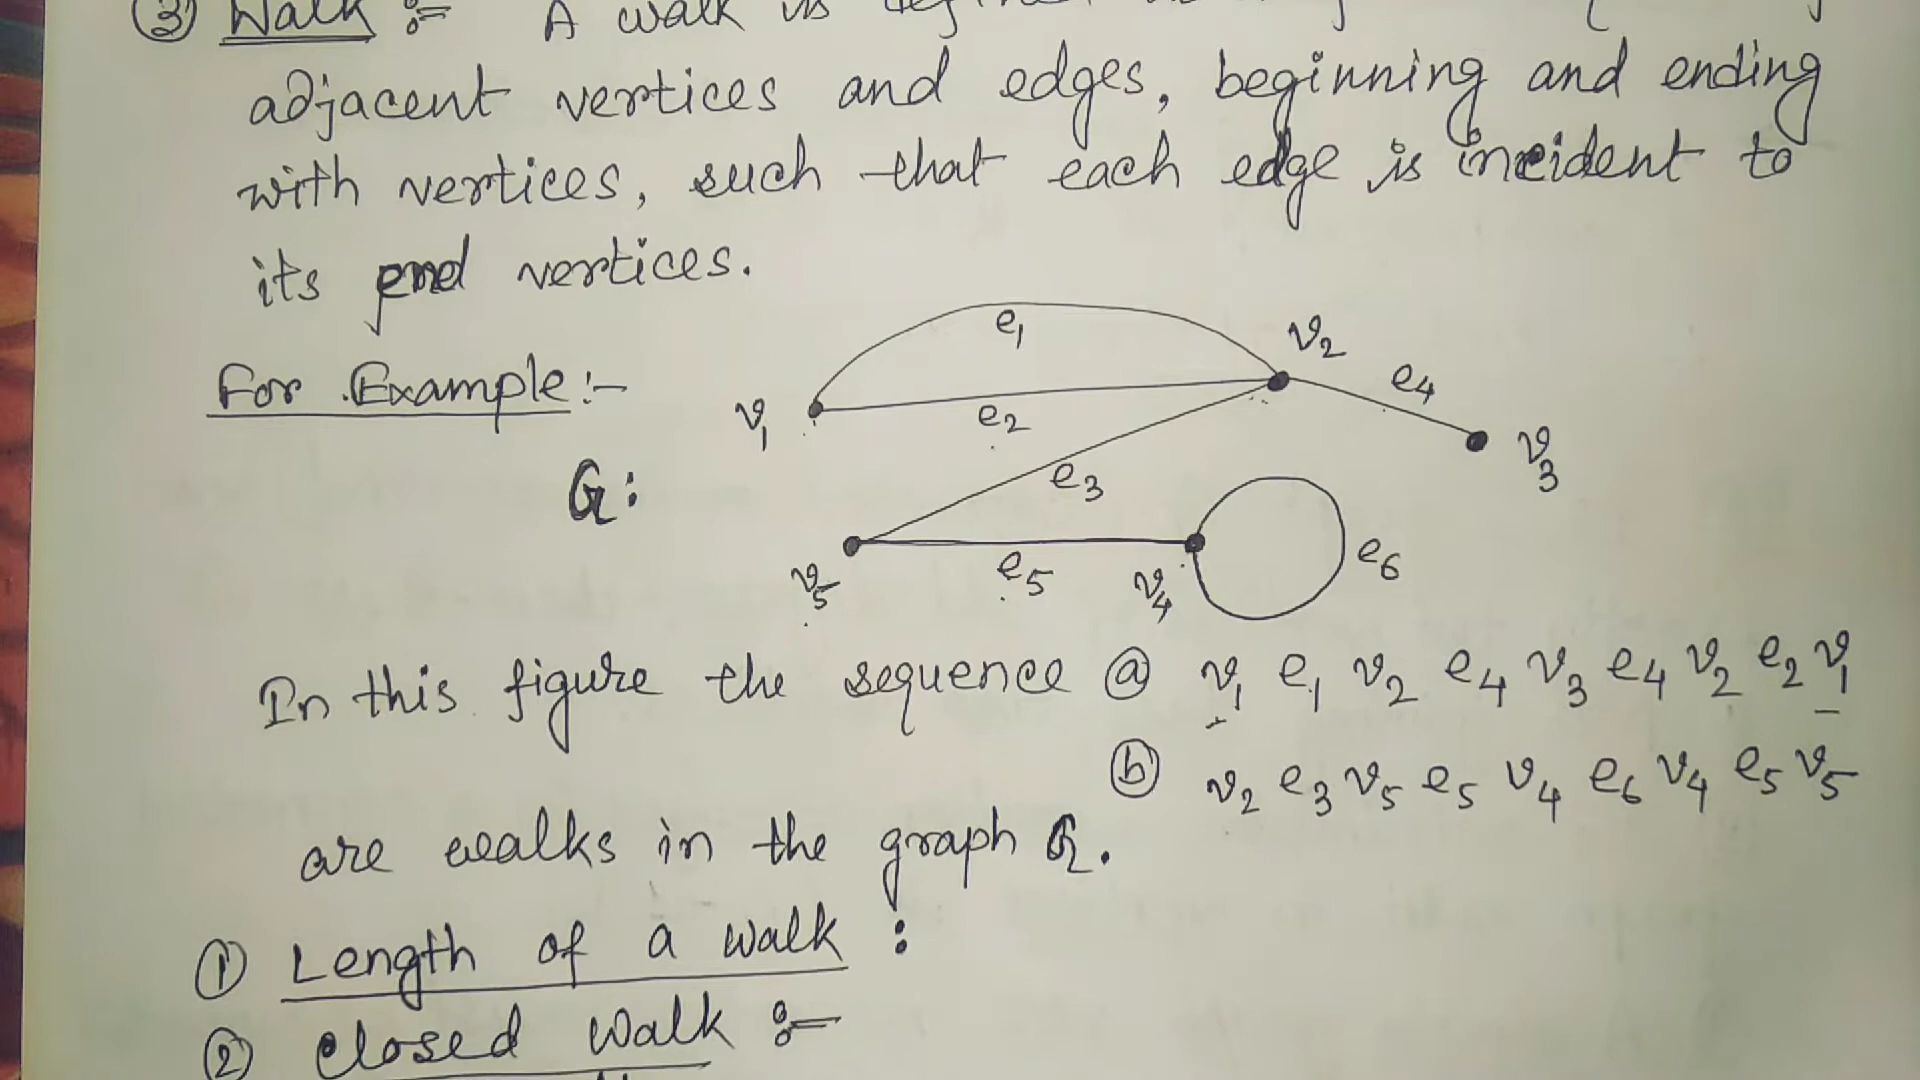 ③ Walk :- A walk is
adjacent vertices and edges, beginning and ending
with vertices, such that each edge is incident to
its end vertices.
For Example :-
G:
e1
v2
e4
v1
e2
v3
e3
e6
v5
e5
v4
In this figure the sequence ⓐ v1 e1 v2 e4 v3 e4 v2 e2 v1
ⓑ v2 e3 v5 e5 v4 e6 v4 e5 v5
are walks in the graph G.
① Length of a walk :
② closed walk :-